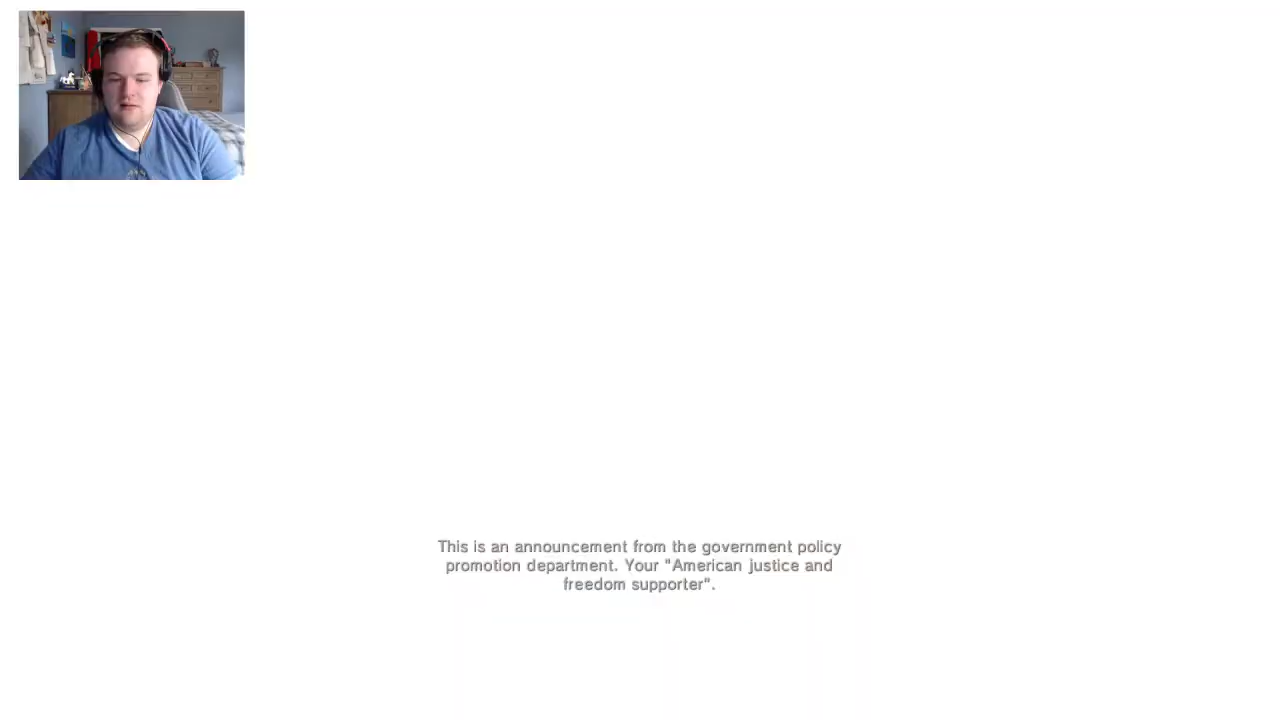 This is an announcement from the government policy
promotion department. Your "American justice and
freedom supporter".